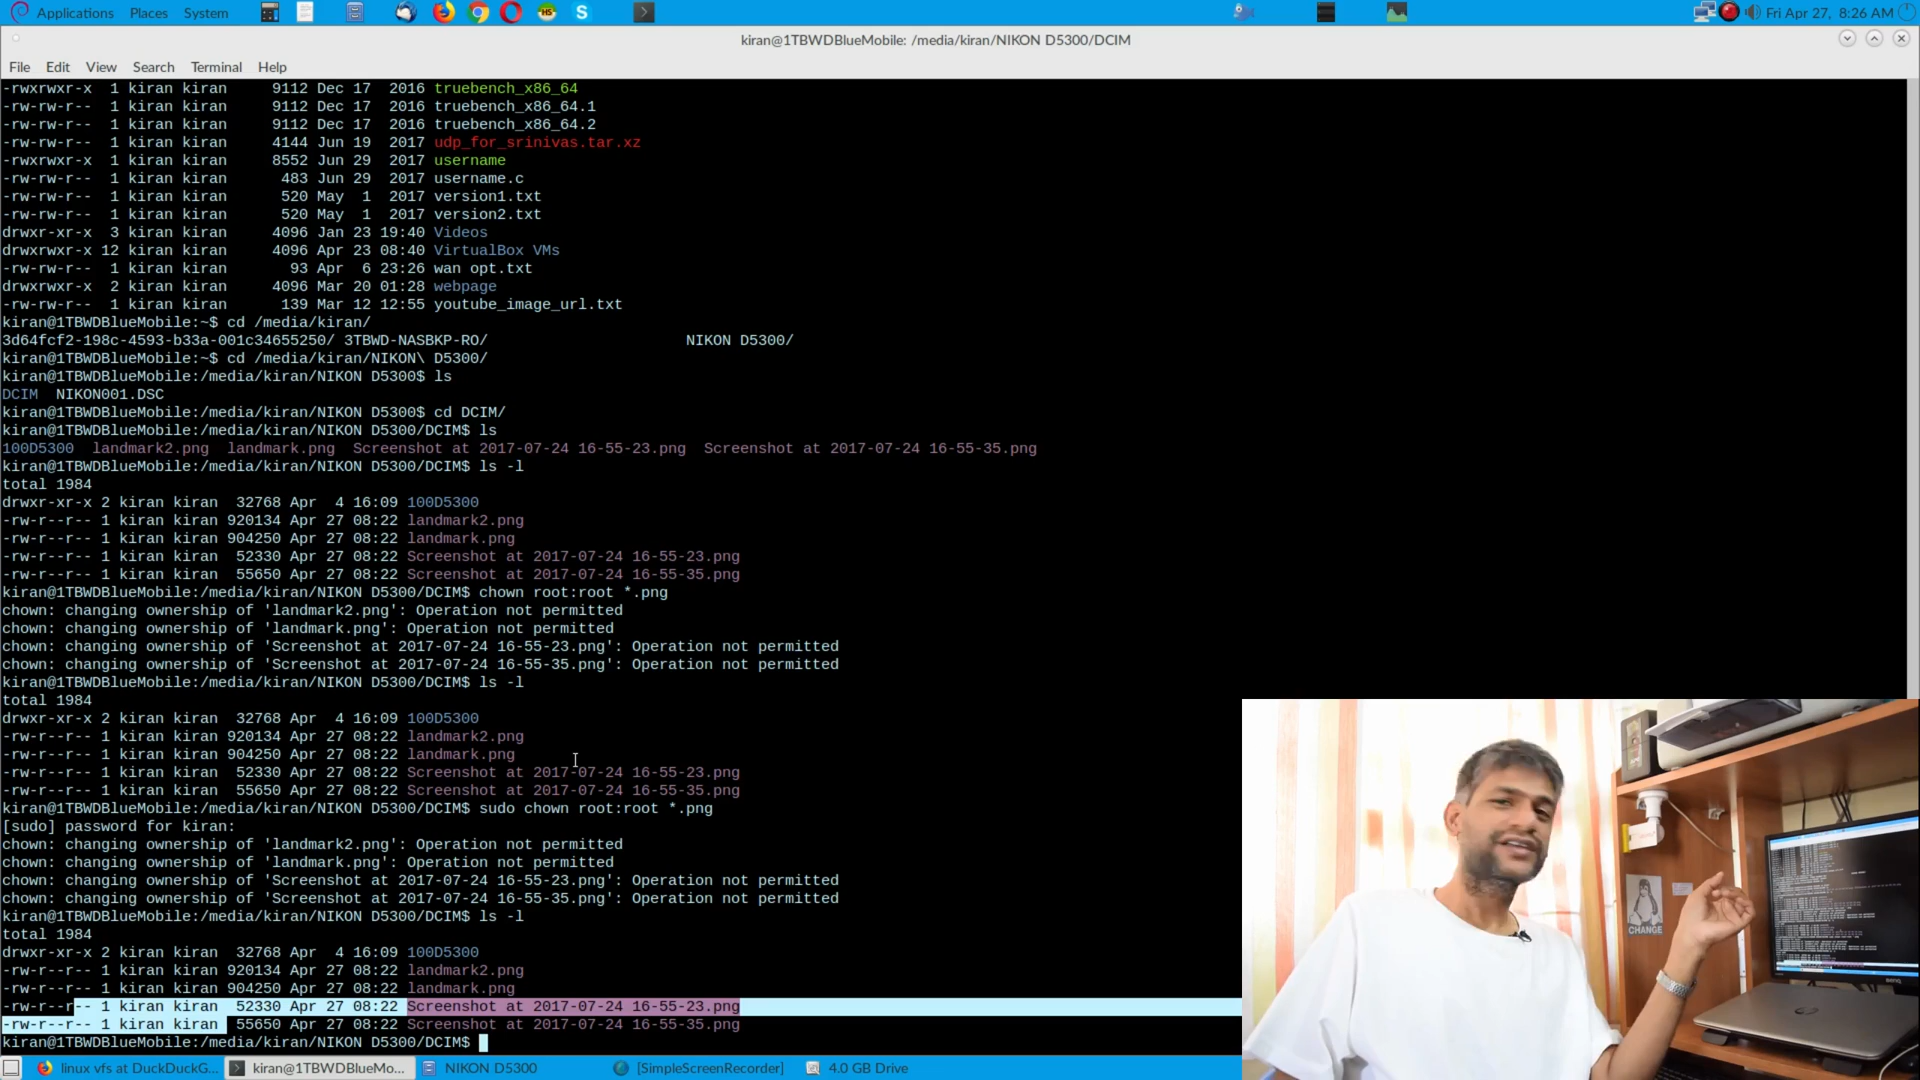 Applications Places System
Fri Apr 27, 8:26 AM
kiran@1TBWDBlueMobile: /media/kiran/NIKON D5300/DCIM
File Edit View Search Terminal Help
-rwxrwxr-x 1 kiran kiran 9112 Dec 17 2016 truebench_x86_64
-rw-rw-r-- 1 kiran kiran 9112 Dec 17 2016 truebench_x86_64.1
-rw-rw-r-- 1 kiran kiran 9112 Dec 17 2016 truebench_x86_64.2
-rw-rw-r-- 1 kiran kiran 4144 Jun 19 2017 udp_for_srinivas.tar.xz
-rwxrwxr-x 1 kiran kiran 8552 Jun 29 2017 username
-rw-rw-r-- 1 kiran kiran 483 Jun 29 2017 username.c
-rw-rw-r-- 1 kiran kiran 520 May 1 2017 version1.txt
-rw-rw-r-- 1 kiran kiran 520 May 1 2017 version2.txt
drwxr-xr-x 3 kiran kiran 4096 Jan 23 19:40 Videos
drwxrwxr-x 12 kiran kiran 4096 Apr 23 08:40 VirtualBox VMs
-rw-rw-r-- 1 kiran kiran 93 Apr 6 23:26 wan opt.txt
drwxrwxr-x 2 kiran kiran 4096 Mar 20 01:28 webpage
-rw-rw-r-- 1 kiran kiran 139 Mar 12 12:55 youtube_image_url.txt
kiran@1TBWDBlueMobile:~$ cd /media/kiran/
3d64fcf2-198c-4593-b33a-001c34655250/ 3TBWD-NASBKP-RO/ NIKON D5300/
kiran@1TBWDBlueMobile:~$ cd /media/kiran/NIKON\ D5300/
kiran@1TBWDBlueMobile:/media/kiran/NIKON D5300$ ls
DCIM NIKON001.DSC
kiran@1TBWDBlueMobile:/media/kiran/NIKON D5300$ cd DCIM/
kiran@1TBWDBlueMobile:/media/kiran/NIKON D5300/DCIM$ ls
100D5300 landmark2.png landmark.png Screenshot at 2017-07-24 16-55-23.png Screenshot at 2017-07-24 16-55-35.png
kiran@1TBWDBlueMobile:/media/kiran/NIKON D5300/DCIM$ ls -l
total 1984
drwxr-xr-x 2 kiran kiran 32768 Apr 4 16:09 100D5300
-rw-r--r-- 1 kiran kiran 920134 Apr 27 08:22 landmark2.png
-rw-r--r-- 1 kiran kiran 904250 Apr 27 08:22 landmark.png
-rw-r--r-- 1 kiran kiran 52330 Apr 27 08:22 Screenshot at 2017-07-24 16-55-23.png
-rw-r--r-- 1 kiran kiran 55650 Apr 27 08:22 Screenshot at 2017-07-24 16-55-35.png
kiran@1TBWDBlueMobile:/media/kiran/NIKON D5300/DCIM$ chown root:root *.png
chown: changing ownership of 'landmark2.png': Operation not permitted
chown: changing ownership of 'landmark.png': Operation not permitted
chown: changing ownership of 'Screenshot at 2017-07-24 16-55-23.png': Operation not permitted
chown: changing ownership of 'Screenshot at 2017-07-24 16-55-35.png': Operation not permitted
kiran@1TBWDBlueMobile:/media/kiran/NIKON D5300/DCIM$ ls -l
total 1984
drwxr-xr-x 2 kiran kiran 32768 Apr 4 16:09 100D5300
-rw-r--r-- 1 kiran kiran 920134 Apr 27 08:22 landmark2.png
-rw-r--r-- 1 kiran kiran 904250 Apr 27 08:22 landmark.png
-rw-r--r-- 1 kiran kiran 52330 Apr 27 08:22 Screenshot at 2017-07-24 16-55-23.png
-rw-r--r-- 1 kiran kiran 55650 Apr 27 08:22 Screenshot at 2017-07-24 16-55-35.png
kiran@1TBWDBlueMobile:/media/kiran/NIKON D5300/DCIM$ sudo chown root:root *.png
[sudo] password for kiran:
chown: changing ownership of 'landmark2.png': Operation not permitted
chown: changing ownership of 'landmark.png': Operation not permitted
chown: changing ownership of 'Screenshot at 2017-07-24 16-55-23.png': Operation not permitted
chown: changing ownership of 'Screenshot at 2017-07-24 16-55-35.png': Operation not permitted
kiran@1TBWDBlueMobile:/media/kiran/NIKON D5300/DCIM$ ls -l
total 1984
drwxr-xr-x 2 kiran kiran 32768 Apr 4 16:09 100D5300
-rw-r--r-- 1 kiran kiran 920134 Apr 27 08:22 landmark2.png
-rw-r--r-- 1 kiran kiran 904250 Apr 27 08:22 landmark.png
-rw-r--r-- 1 kiran kiran 52330 Apr 27 08:22 Screenshot at 2017-07-24 16-55-23.png
-rw-r--r-- 1 kiran kiran 55650 Apr 27 08:22 Screenshot at 2017-07-24 16-55-35.png
kiran@1TBWDBlueMobile:/media/kiran/NIKON D5300/DCIM$
CHANGE
linux vfs at DuckDuckG... kiran@1TBWDBlueMo... NIKON D5300 [SimpleScreenRecorder] 4.0 GB Drive